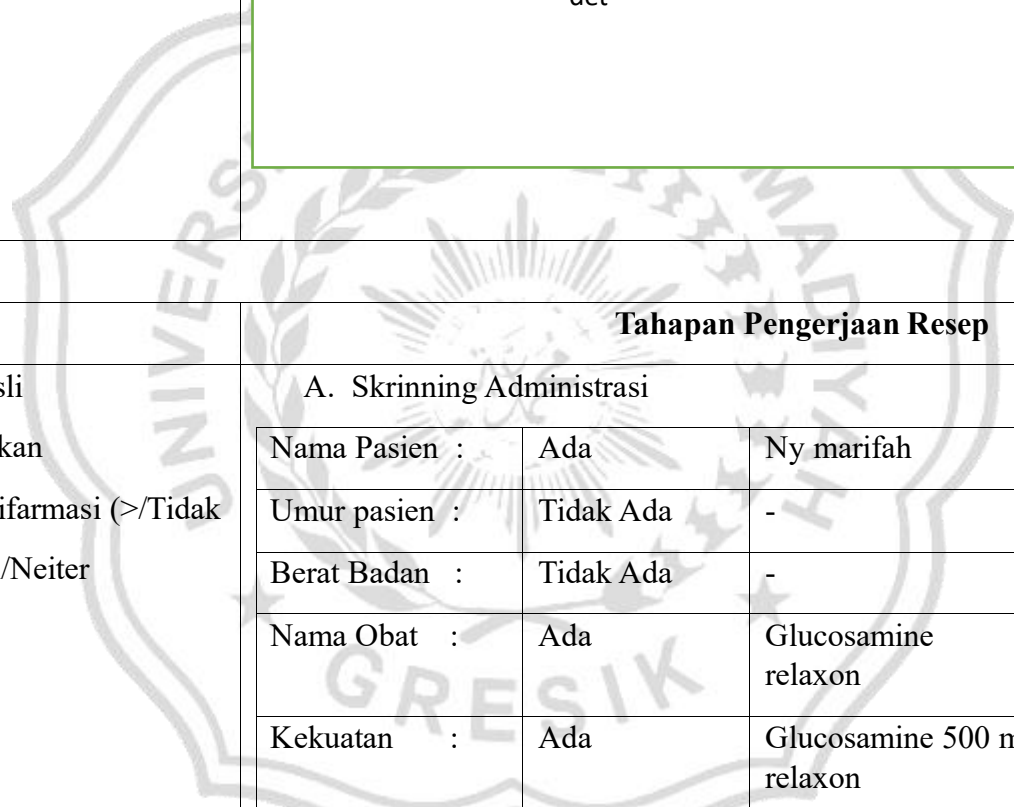 det
Tahapan Pengerjaan Resep
sli
kan
ifarmasi (>/Tidak
/Neiter
A. Skrinning Administrasi
Nama Pasien : Ada Ny marifah
Umur pasien : Tidak Ada -
Berat Badan : Tidak Ada -
Nama Obat : Ada Glucosamine
relaxon
Kekuatan : Ada Glucosamine 500 m
relaxon
GRESIK